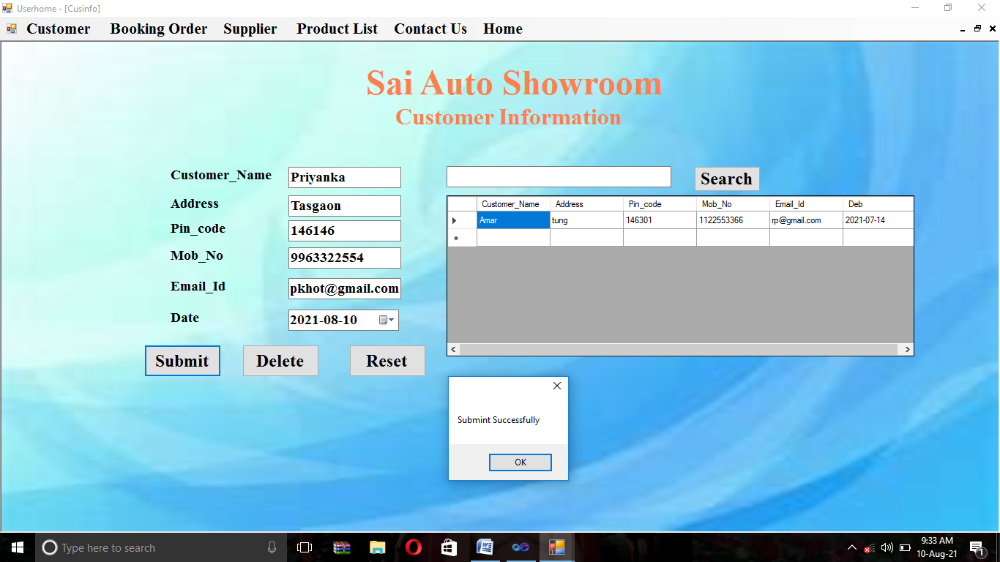 Userhome - [Cusinfo]
Customer Booking Order Supplier Product List Contact Us Home
Sai Auto Showroom
Customer Information
Customer_Name Priyanka
Address Tasgaon
Pin_code 146146
Mob_No 9963322554
Email_Id pkhot@gmail.com
Date 2021-08-10
Submit Delete Reset
Search
Customer_Name Address Pin_code Mob_No Email_Id Deb
Amar tung 146301 1122553366 rp@gmail.com 2021-07-14
Submint Successfully
OK
Type here to search
9:33 AM
10-Aug-21
1